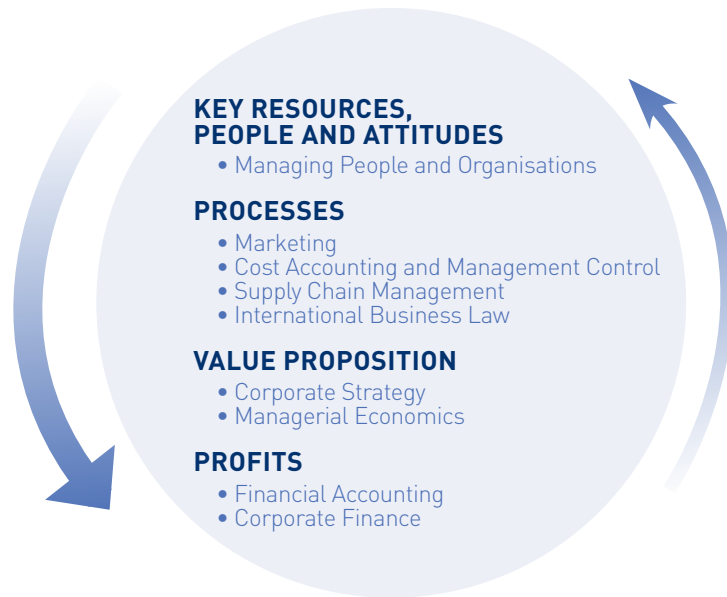 KEY RESOURCES,
PEOPLE AND ATTITUDES
• Managing People and Organisations
PROCESSES
• Marketing
• Cost Accounting and Management Control
• Supply Chain Management
• International Business Law
VALUE PROPOSITION
• Corporate Strategy
• Managerial Economics
PROFITS
• Financial Accounting
• Corporate Finance